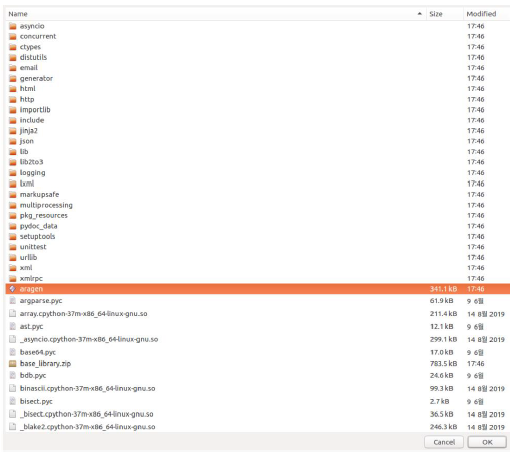 Name Size Modified
asyncio 17:46
concurrent 17:46
ctypes 17:46
distutils 17:46
email 17:46
generator 17:46
html 17:46
http 17:46
importlib 17:46
include 17:46
jinja2 17:46
json 17:46
lib 17:46
lib2to3 17:46
logging 17:46
lxml 17:46
markupsafe 17:46
multiprocessing 17:46
pkg_resources 17:46
pydoc_data 17:46
setuptools 17:46
unittest 17:46
urllib 17:46
xml 17:46
xmlrpc 17:46
aragen 341.1 kB 17:46
argparse.pyc 61.9 kB 9 6월
array.cpython-37m-x86_64-linux-gnu.so 211.4 kB 14 8월 2019
ast.pyc 12.1 kB 9 6월
_asyncio.cpython-37m-x86_64-linux-gnu.so 299.1 kB 14 8월 2019
base64.pyc 17.0 kB 9 6월
base_library.zip 783.5 kB 17:46
bdb.pyc 24.6 kB 9 6월
binascii.cpython-37m-x86_64-linux-gnu.so 99.3 kB 14 8월 2019
bisect.pyc 2.7 kB 9 6월
_bisect.cpython-37m-x86_64-linux-gnu.so 36.5 kB 14 8월 2019
_blake2.cpython-37m-x86_64-linux-gnu.so 246.3 kB 14 8월 2019
Cancel OK